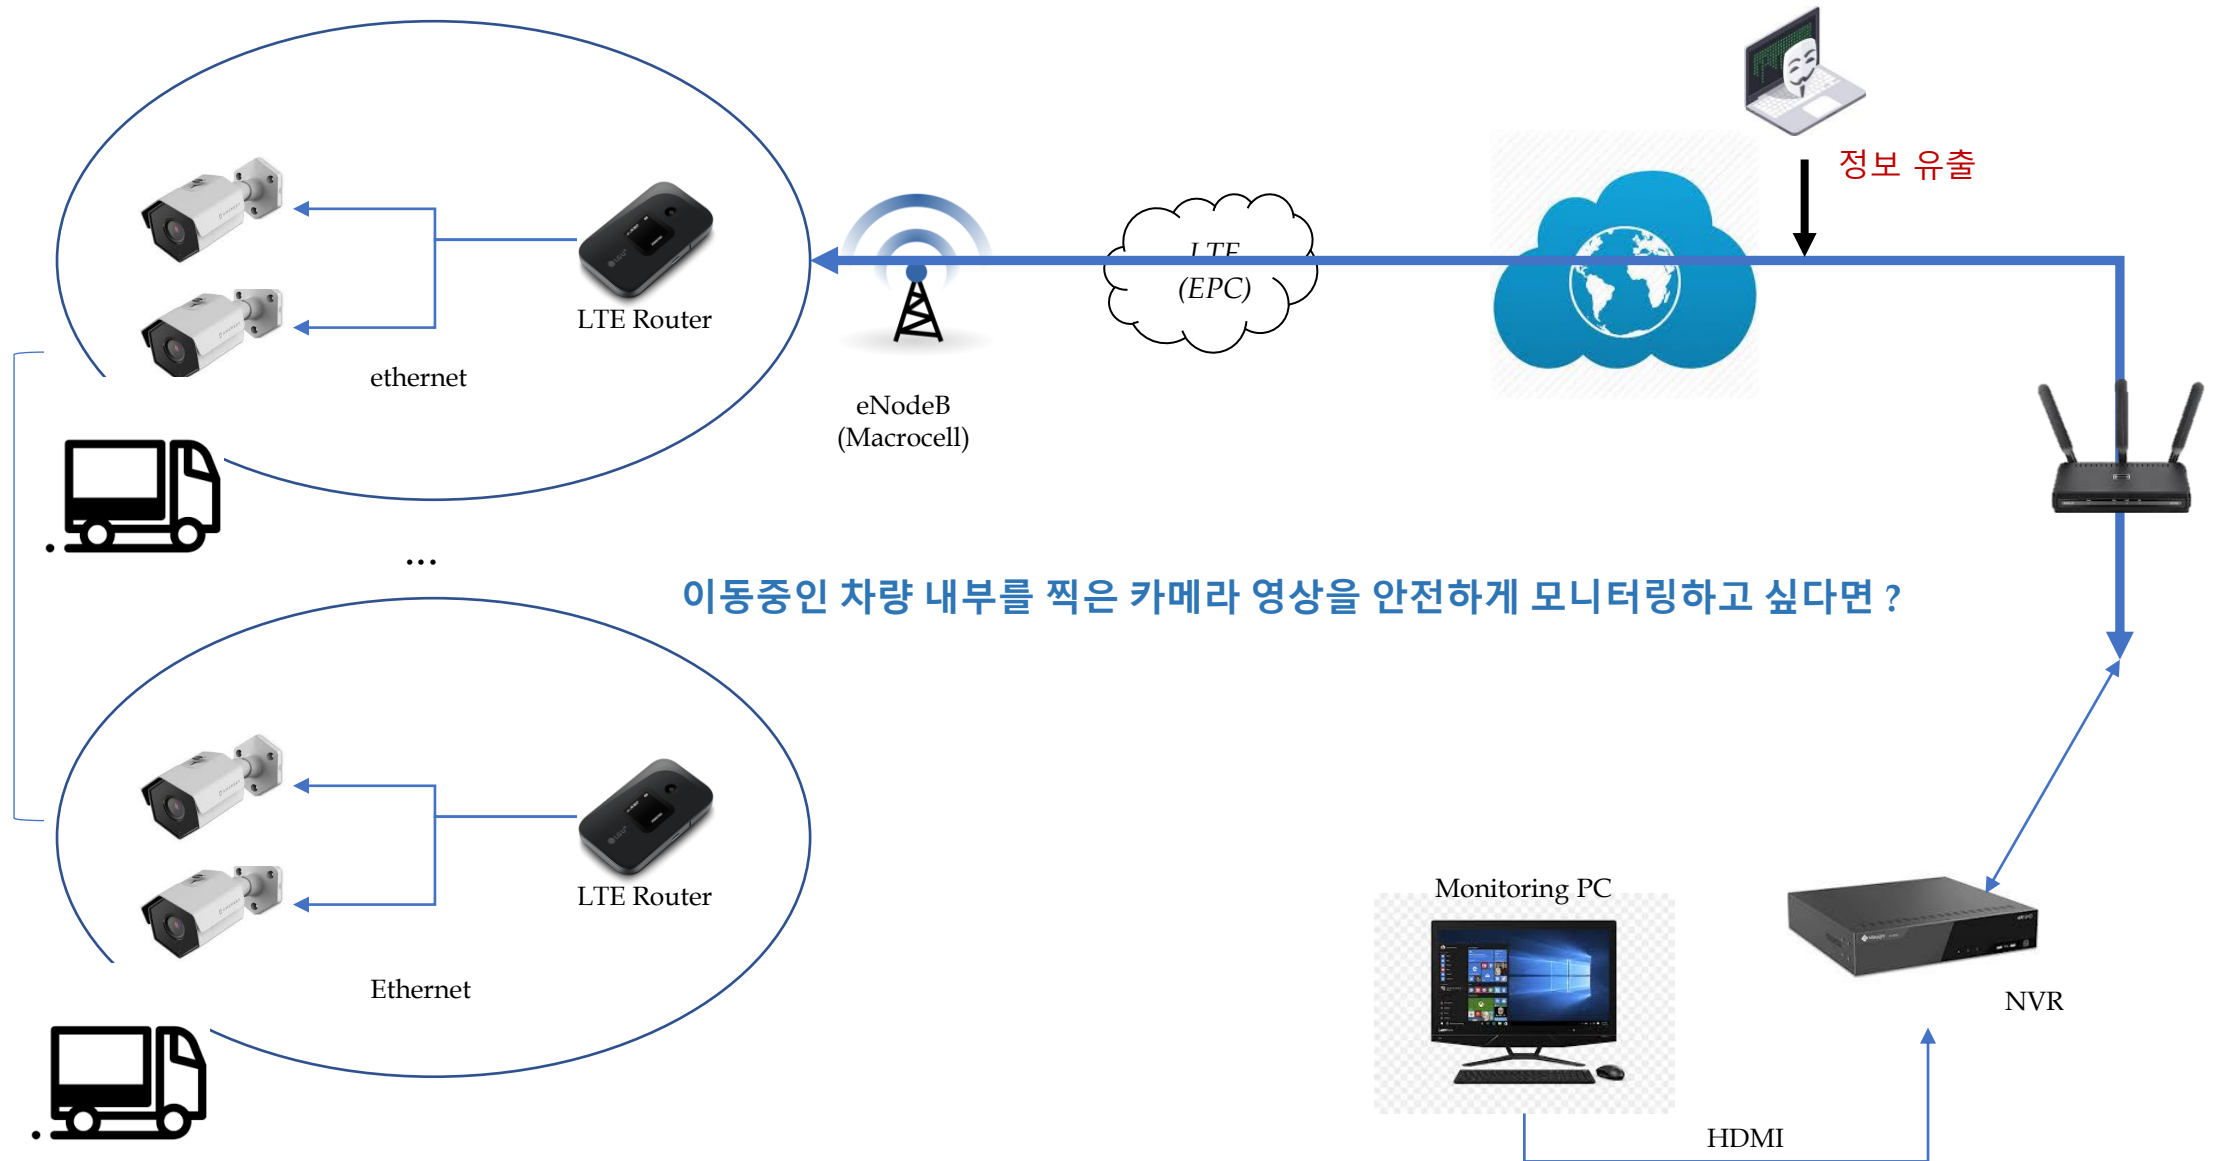 정보 유출
LTE
(EPC)
LTE Router
ethernet
eNodeB
(Macrocell)
...
이동중인 차량 내부를 찍은 카메라 영상을 안전하게 모니터링하고 싶다면 ?
LTE Router
Monitoring PC
Ethernet
NVR
HDMI